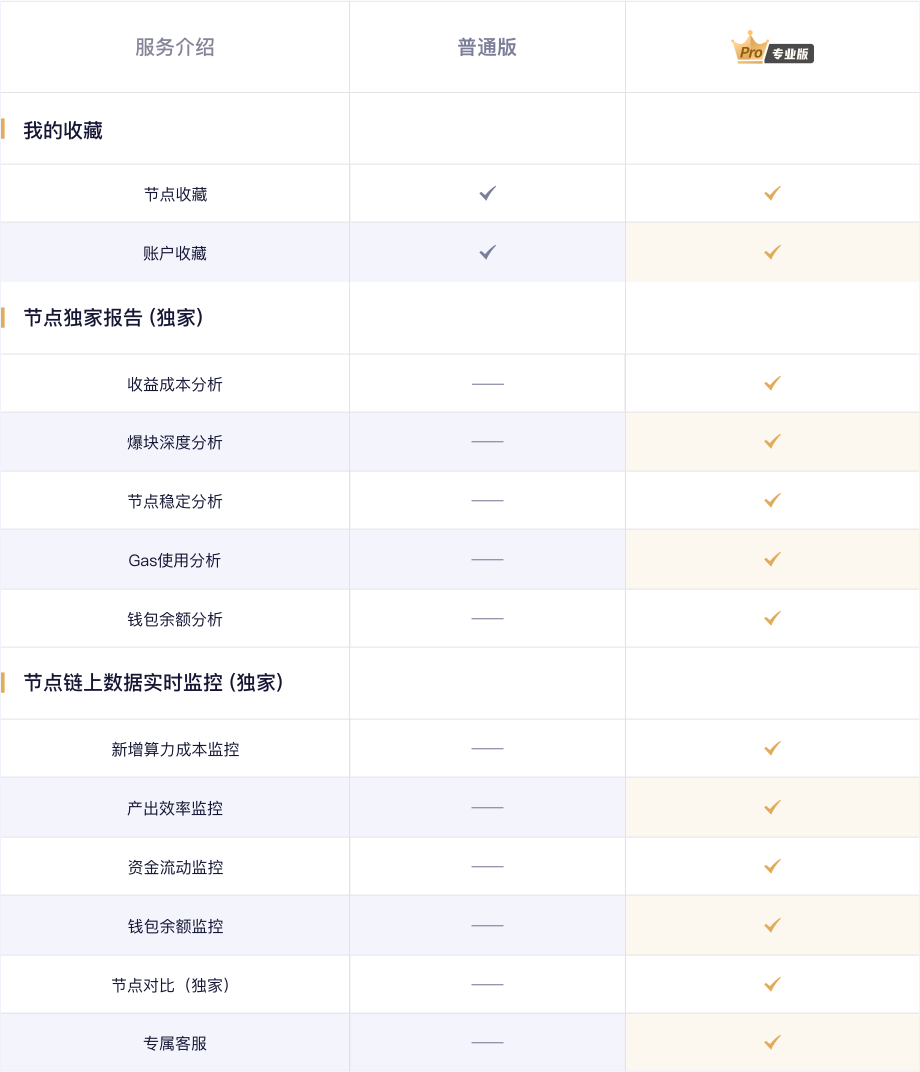 服务介绍 普通版 Pro 专业版
我的收藏
节点收藏
账户收藏
节点独家报告 (独家)
收益成本分析
爆块深度分析
节点稳定分析
Gas使用分析
钱包余额分析
节点链上数据实时监控 (独家)
新增算力成本监控
产出效率监控
资金流动监控
钱包余额监控
节点对比（独家）
专属客服